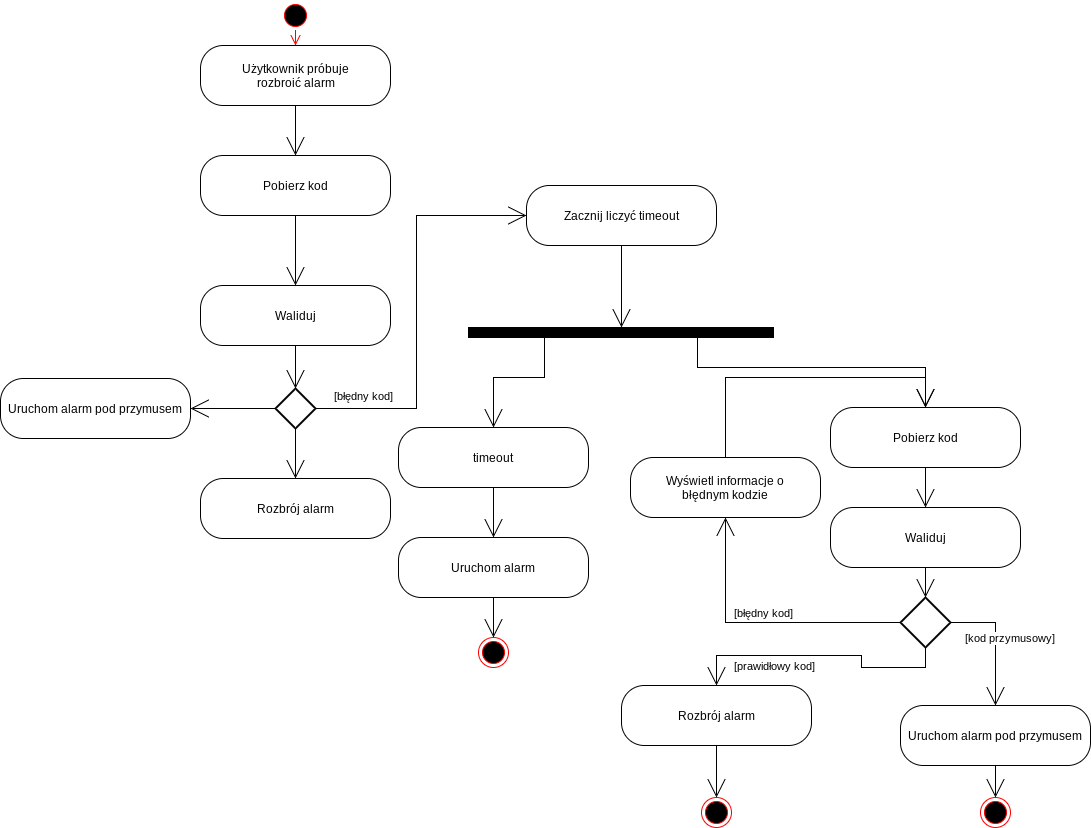 Użytkownik próbuje
rozbroić alarm
Pobierz kod
Zacznij liczyć timeout
Waliduj
[błędny kod]
Uruchom alarm pod przymusem
Rozbrój alarm
timeout
Uruchom alarm
Pobierz kod
Wyświetl informacje o
błędnym kodzie
Waliduj
[błędny kod]
[kod przymusowy]
[prawidłowy kod]
Rozbrój alarm
Uruchom alarm pod przymusem